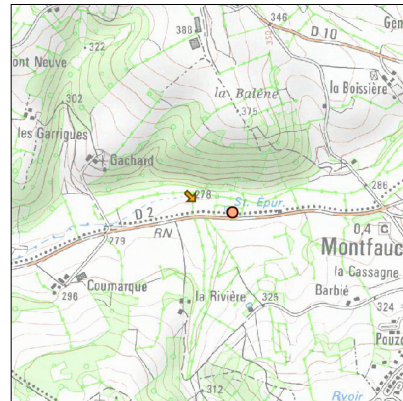 346
D 10
322
388
350
ont Neuve
la Boissière
la Balène
375
302
les Garrigues
Gachard
278
286
St. Epur.
D 2
RN
279
0,4 C
Montfauc
la Cassagne
Coumarque
296
la Rivière
325
Barbié
324
Pouzo
312
Rvoir